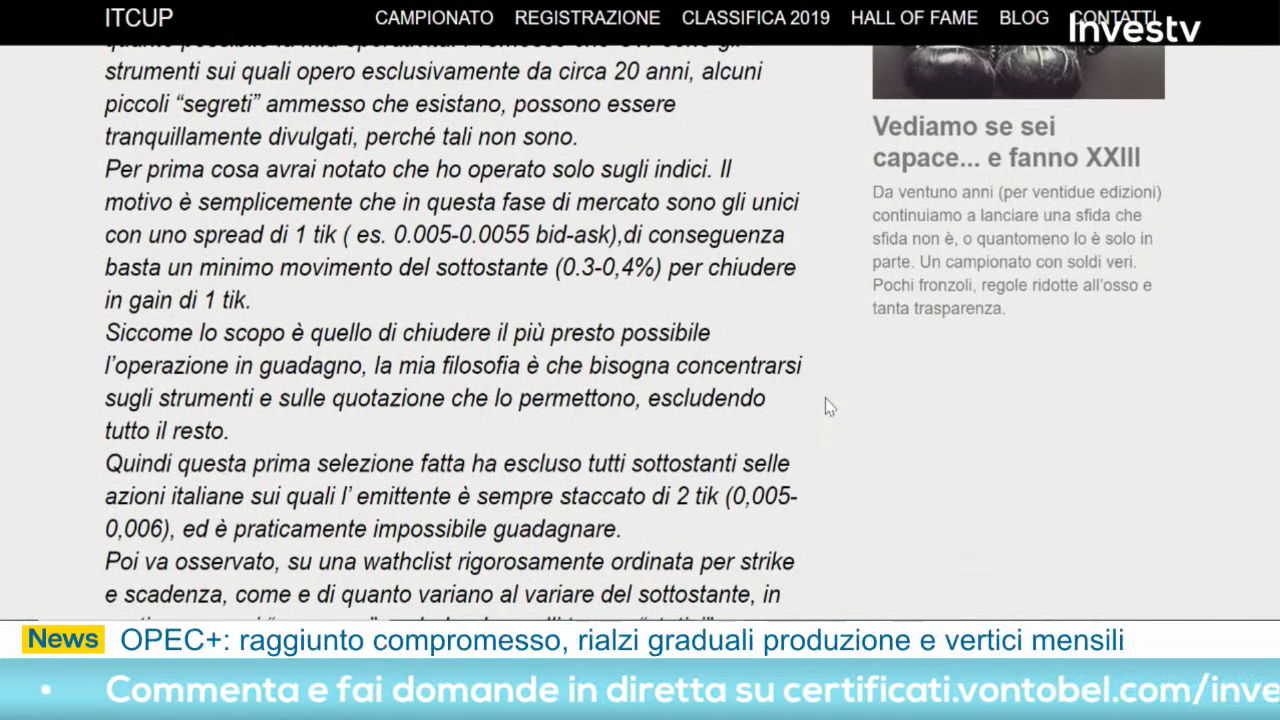 ITCUP
CAMPIONATO REGISTRAZIONE CLASSIFICA 2019 HALL OF FAME BLOG CONTATTI
Investv
strumenti sui quali opero esclusivamente da circa 20 anni, alcuni
piccoli “segreti” ammesso che esistano, possono essere
tranquillamente divulgati, perché tali non sono.
Per prima cosa avrai notato che ho operato solo sugli indici. Il
motivo è semplicemente che in questa fase di mercato sono gli unici
con uno spread di 1 tik ( es. 0.005-0.0055 bid-ask),di conseguenza
basta un minimo movimento del sottostante (0.3-0,4%) per chiudere
in gain di 1 tik.
Siccome lo scopo è quello di chiudere il più presto possibile
l’operazione in guadagno, la mia filosofia è che bisogna concentrarsi
sugli strumenti e sulle quotazione che lo permettono, escludendo
tutto il resto.
Quindi questa prima selezione fatta ha escluso tutti sottostanti selle
azioni italiane sui quali l’ emittente è sempre staccato di 2 tik (0,005-
0,006), ed è praticamente impossibile guadagnare.
Poi va osservato, su una wathclist rigorosamente ordinata per strike
e scadenza, come e di quanto variano al variare del sottostante, in
Vediamo se sei
capace... e fanno XXIII
Da ventuno anni (per ventidue edizioni)
continuiamo a lanciare una sfida che
sfida non è, o quantomeno lo è solo in
parte. Un campionato con soldi veri.
Pochi fronzoli, regole ridotte all’osso e
tanta trasparenza.
News OPEC+: raggiunto compromesso, rialzi graduali produzione e vertici mensili
• Commenta e fai domande in diretta su certificati.vontobel.com/inve